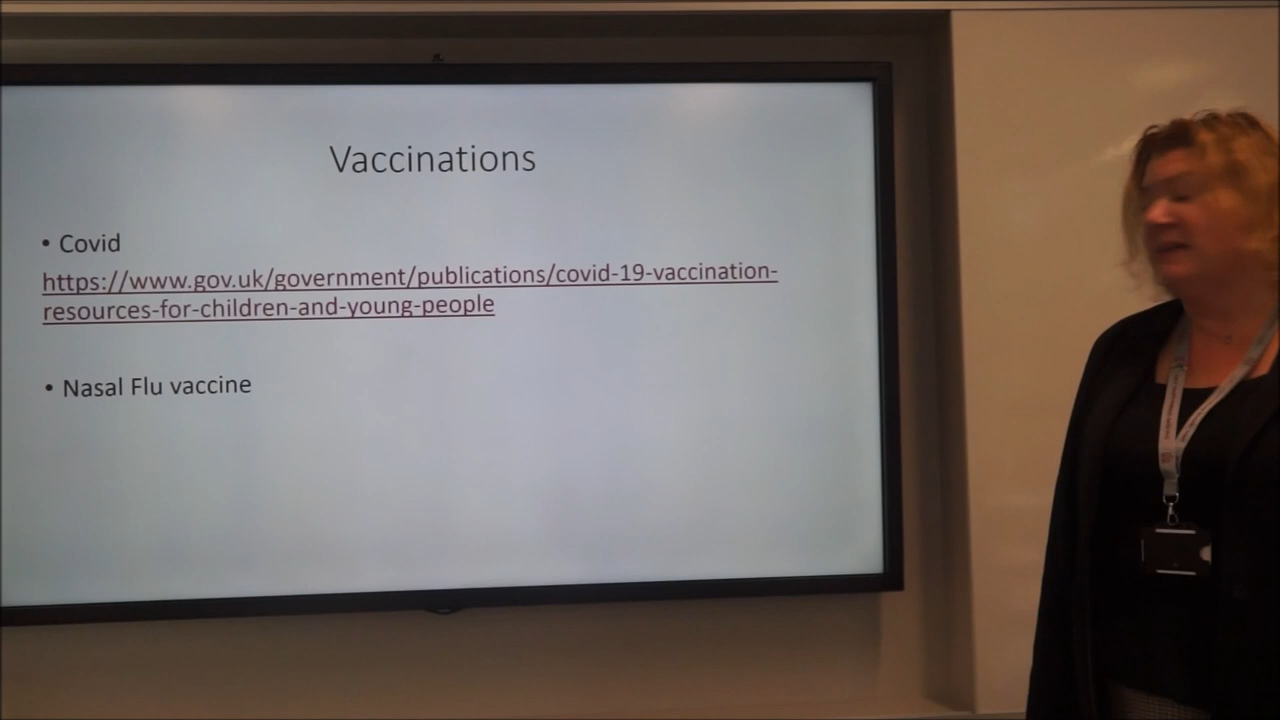 Vaccinations
• Covid
https://www.gov.uk/government/publications/covid-19-vaccination-
resources-for-children-and-young-people
• Nasal Flu vaccine